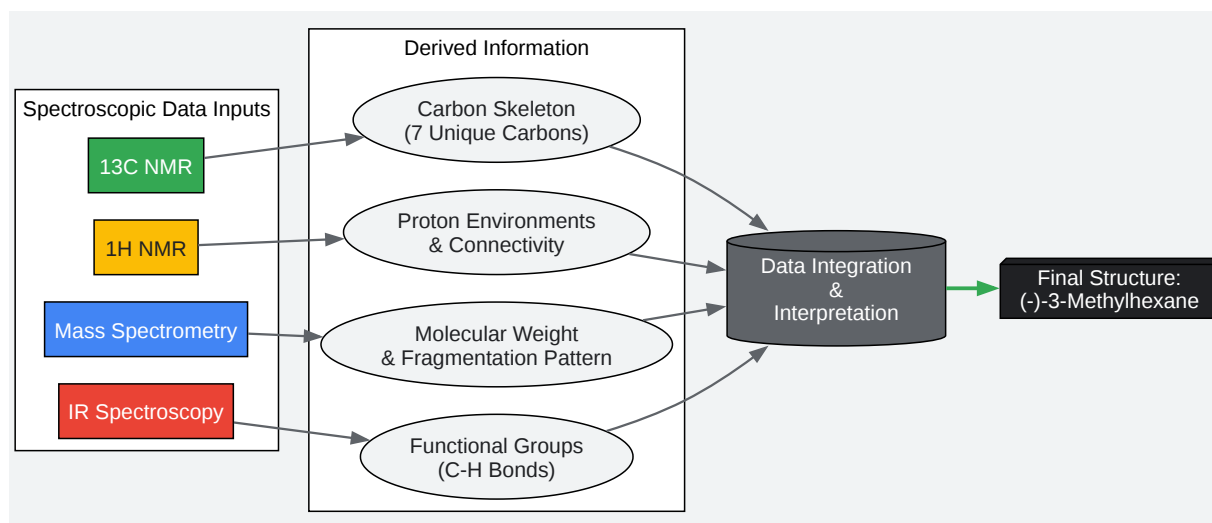 Spectroscopic Data Inputs
13C NMR
1H NMR
Mass Spectrometry
IR Spectroscopy
Derived Information
Carbon Skeleton
(7 Unique Carbons)
Proton Environments
& Connectivity
Molecular Weight
& Fragmentation Pattern
Functional Groups
(C-H Bonds)
Data Integration
&
Interpretation
Final Structure:
(-)-3-Methylhexane